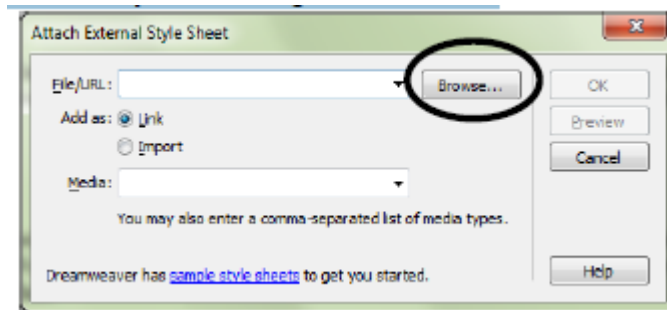 Attach External Style Sheet
File/URL: Browse... OK
Add as: Link Preview
Import Cancel
Media:
You may also enter a comma-separated list of media types.
Dreamweaver has sample style sheets to get you started. Help